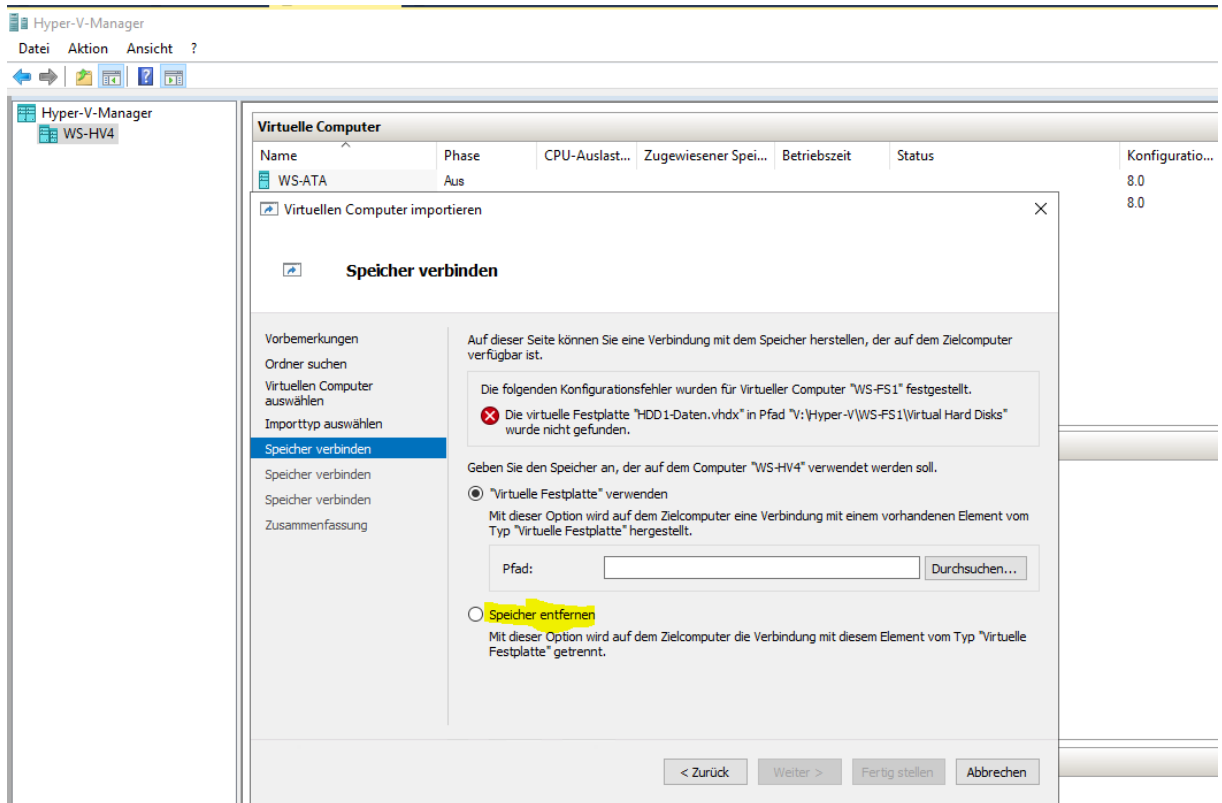 Hyper-V-Manager
Datei Aktion Ansicht ?
Hyper-V-Manager
WS-HV4
Virtuelle Computer
Name Phase CPU-Auslast... Zugewiesener Spei... Betriebszeit Status Konfiguratio...
WS-ATA Aus 8.0
8.0
Virtuellen Computer importieren
Speicher verbinden
Vorbemerkungen
Ordner suchen
Virtuellen Computer
auswählen
Importtyp auswählen
Speicher verbinden
Speicher verbinden
Speicher verbinden
Zusammenfassung
Auf dieser Seite können Sie eine Verbindung mit dem Speicher herstellen, der auf dem Zielcomputer
verfügbar ist.
Die folgenden Konfigurationsfehler wurden für Virtueller Computer "WS-FS1" festgestellt.
Die virtuelle Festplatte "HDD1-Daten.vhdx" in Pfad "V:\Hyper-V\WS-FS1\Virtual Hard Disks"
wurde nicht gefunden.
Geben Sie den Speicher an, der auf dem Computer "WS-HV4" verwendet werden soll.
"Virtuelle Festplatte" verwenden
Mit dieser Option wird auf dem Zielcomputer eine Verbindung mit einem vorhandenen Element vom
Typ "Virtuelle Festplatte" hergestellt.
Pfad: Durchsuchen...
Speicher entfernen
Mit dieser Option wird auf dem Zielcomputer die Verbindung mit diesem Element vom Typ "Virtuelle
Festplatte" getrennt.
< Zurück Weiter > Fertig stellen Abbrechen